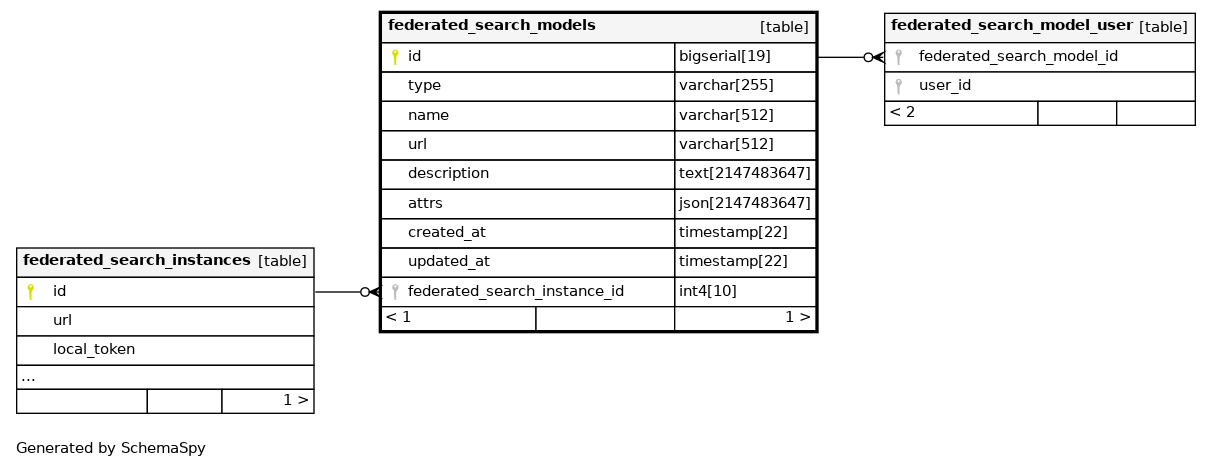 federated_search_models [table]
id bigserial[19]
type varchar[255]
name varchar[512]
url varchar[512]
description text[2147483647]
attrs json[2147483647]
created_at timestamp[22]
updated_at timestamp[22]
federated_search_instance_id int4[10]
< 1 1 >
federated_search_model_user [table]
federated_search_model_id
user_id
< 2
federated_search_instances [table]
id
url
local_token
...
1 >
Generated by SchemaSpy